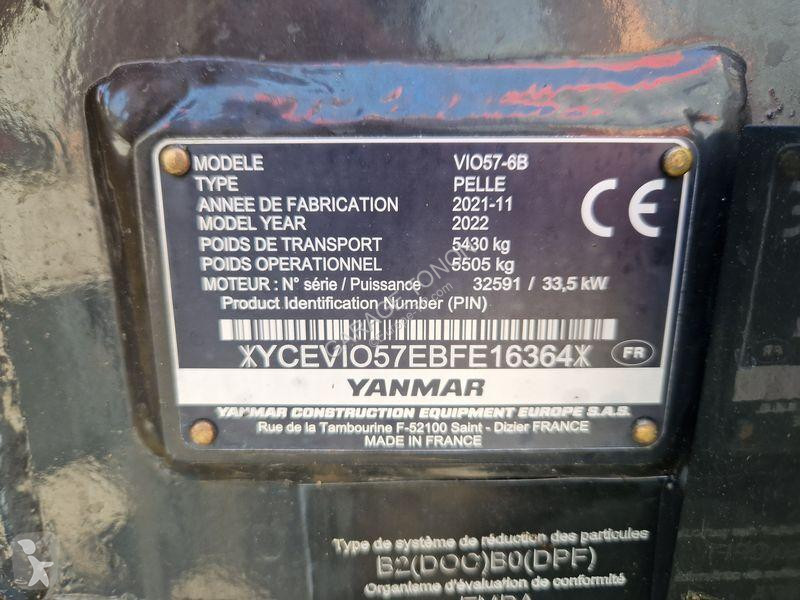 MODELE VIO57-6B
TYPE PELLE
ANNEE DE FABRICATION 2021-11
MODEL YEAR 2022
POIDS DE TRANSPORT 5430 kg
POIDS OPERATIONNEL 5505 kg
MOTEUR : N° série / Puissance 32591 / 33,5 kW
Product Identification Number (PIN)
CE
XYCEVIO57EBFE16364X
FR
YANMAR
YANMAR CONSTRUCTION EQUIPMENT EUROPE S.A.S.
Rue de la Tambourine F-52100 Saint - Dizier FRANCE
MADE IN FRANCE
Type de système de réduction des particules
B2(DOC)B0(DPF)
Organisme d'évaluation de conformité